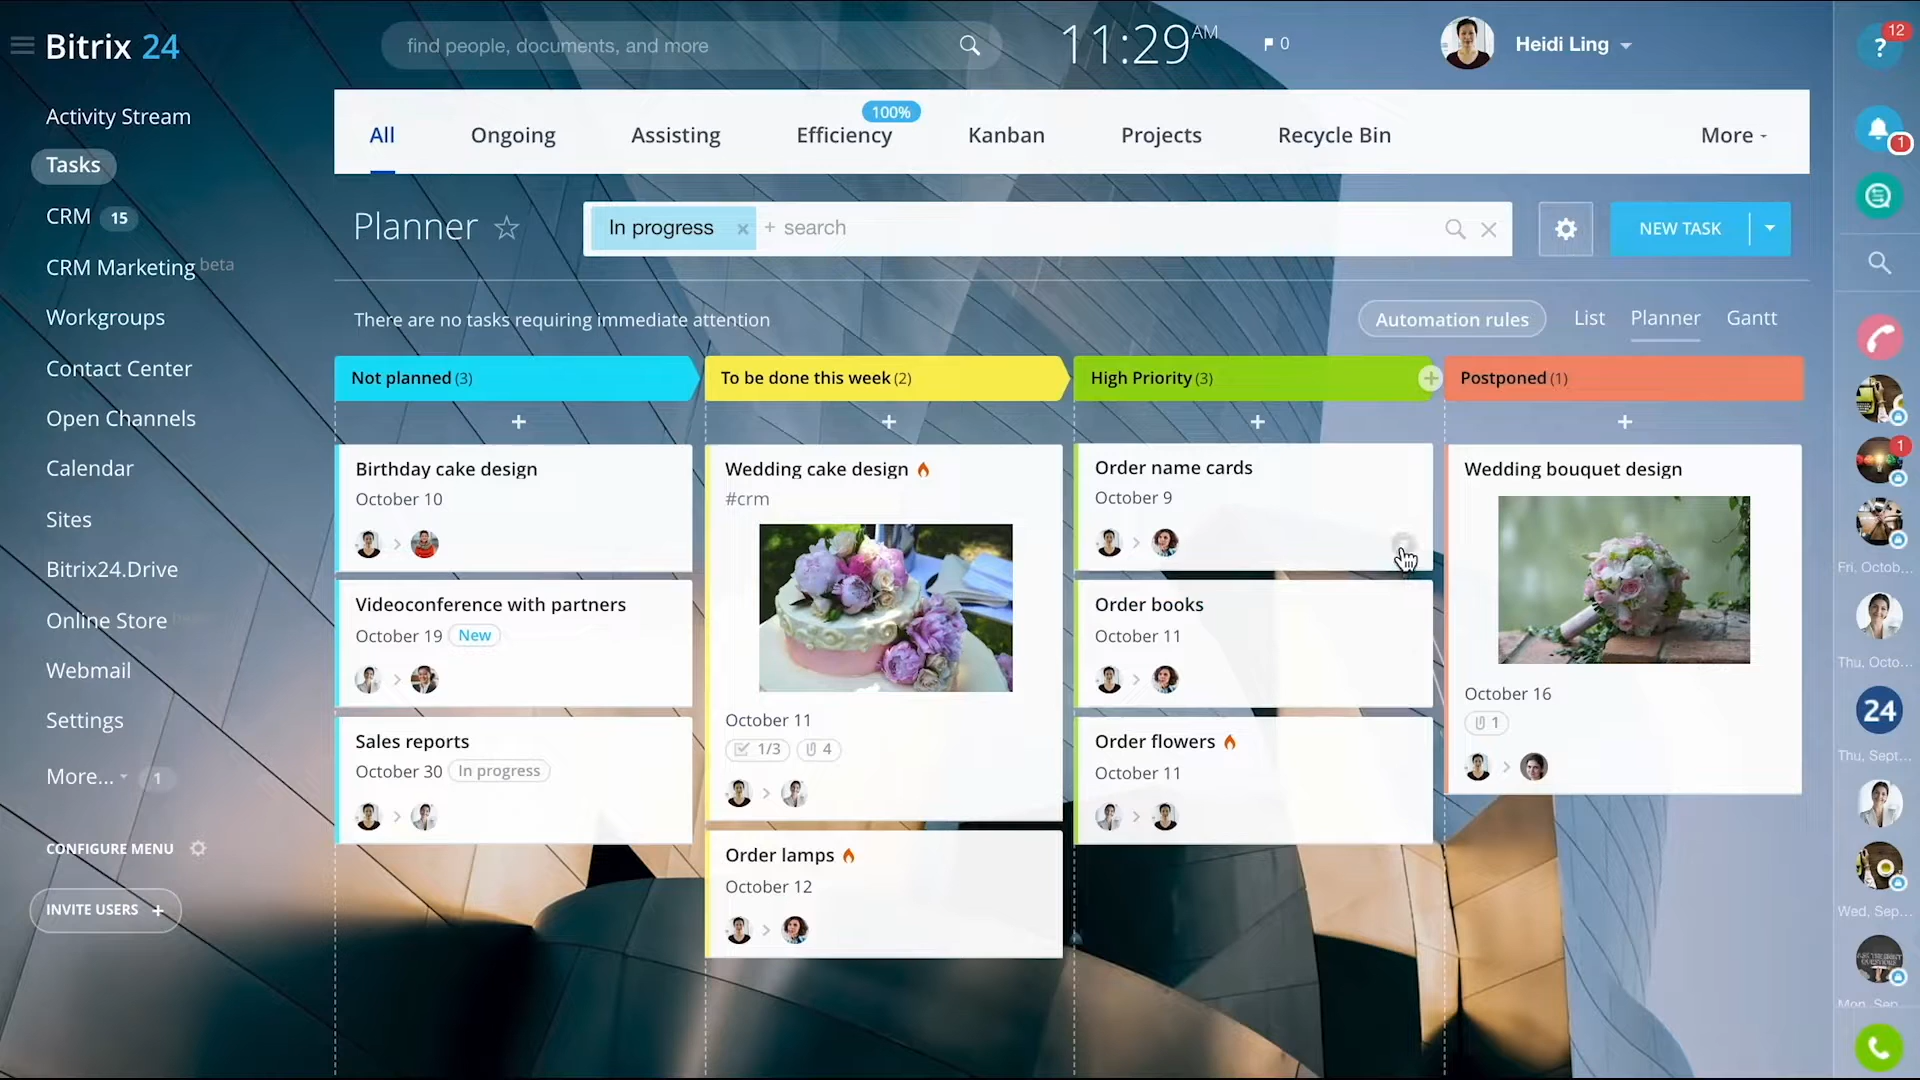 Bitrix 24
find people, documents, and more
11:29 AM
0
Heidi Ling
12
?
Activity Stream
Tasks
CRM 15
CRM Marketing beta
Workgroups
Contact Center
Open Channels
Calendar
Sites
Bitrix24.Drive
Online Store
Webmail
Settings
More... 1
CONFIGURE MENU
INVITE USERS +
100%
All
Ongoing
Assisting
Efficiency
Kanban
Projects
Recycle Bin
More
Planner
In progress ×
+ search
NEW TASK
There are no tasks requiring immediate attention
Automation rules
List
Planner
Gantt
Not planned (3)
+
Birthday cake design
October 10
Videoconference with partners
October 19 New
Sales reports
October 30 In progress
To be done this week (2)
+
Wedding cake design
#crm
October 11
1/3
4
Order lamps
October 12
High Priority (3)
+
+
Order name cards
October 9
Order books
October 11
Order flowers
October 11
Postponed (1)
+
Wedding bouquet design
October 16
1
1
1
Fri, Octob...
Thu, Octo...
24
Thu, Sept...
Wed, Sep...
Mon, Sep...